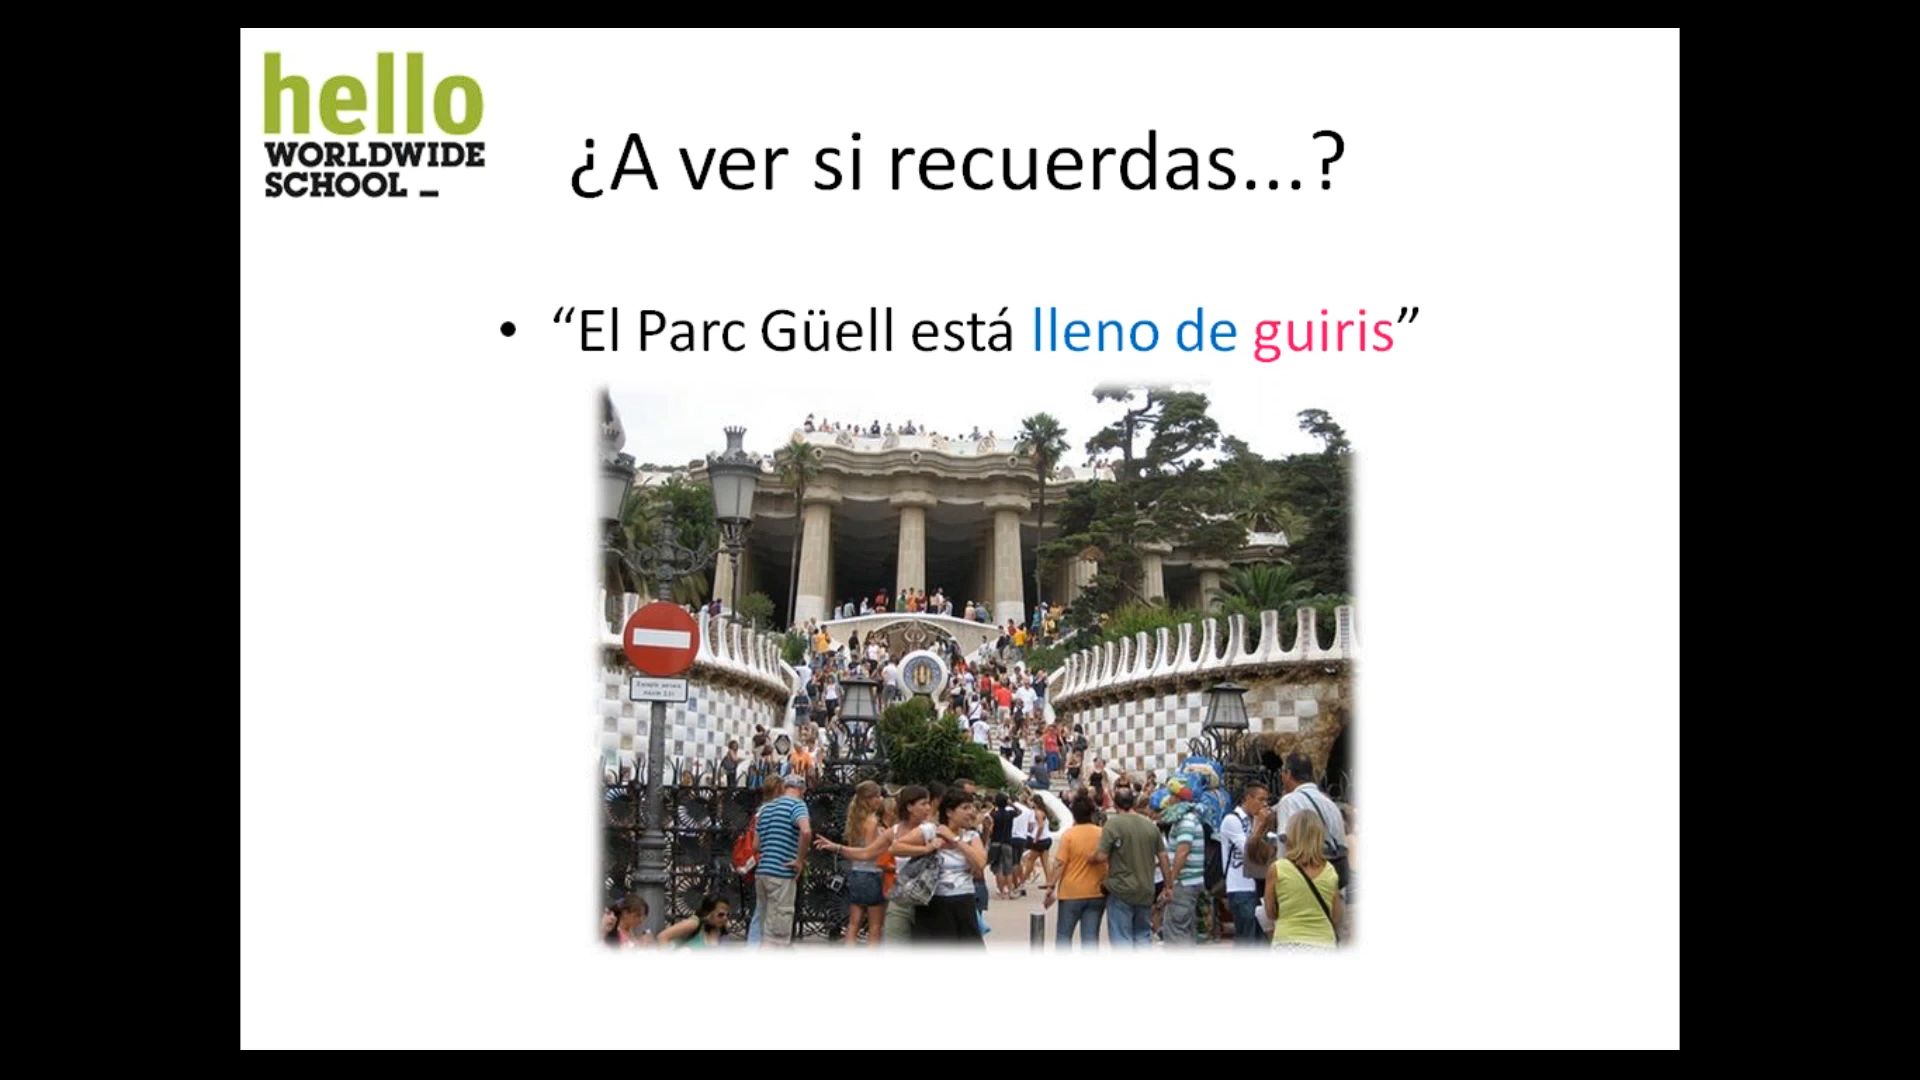 hello
WORLDWIDE
SCHOOL _
¿A ver si recuerdas...?
• “El Parc Güell está lleno de guiris”